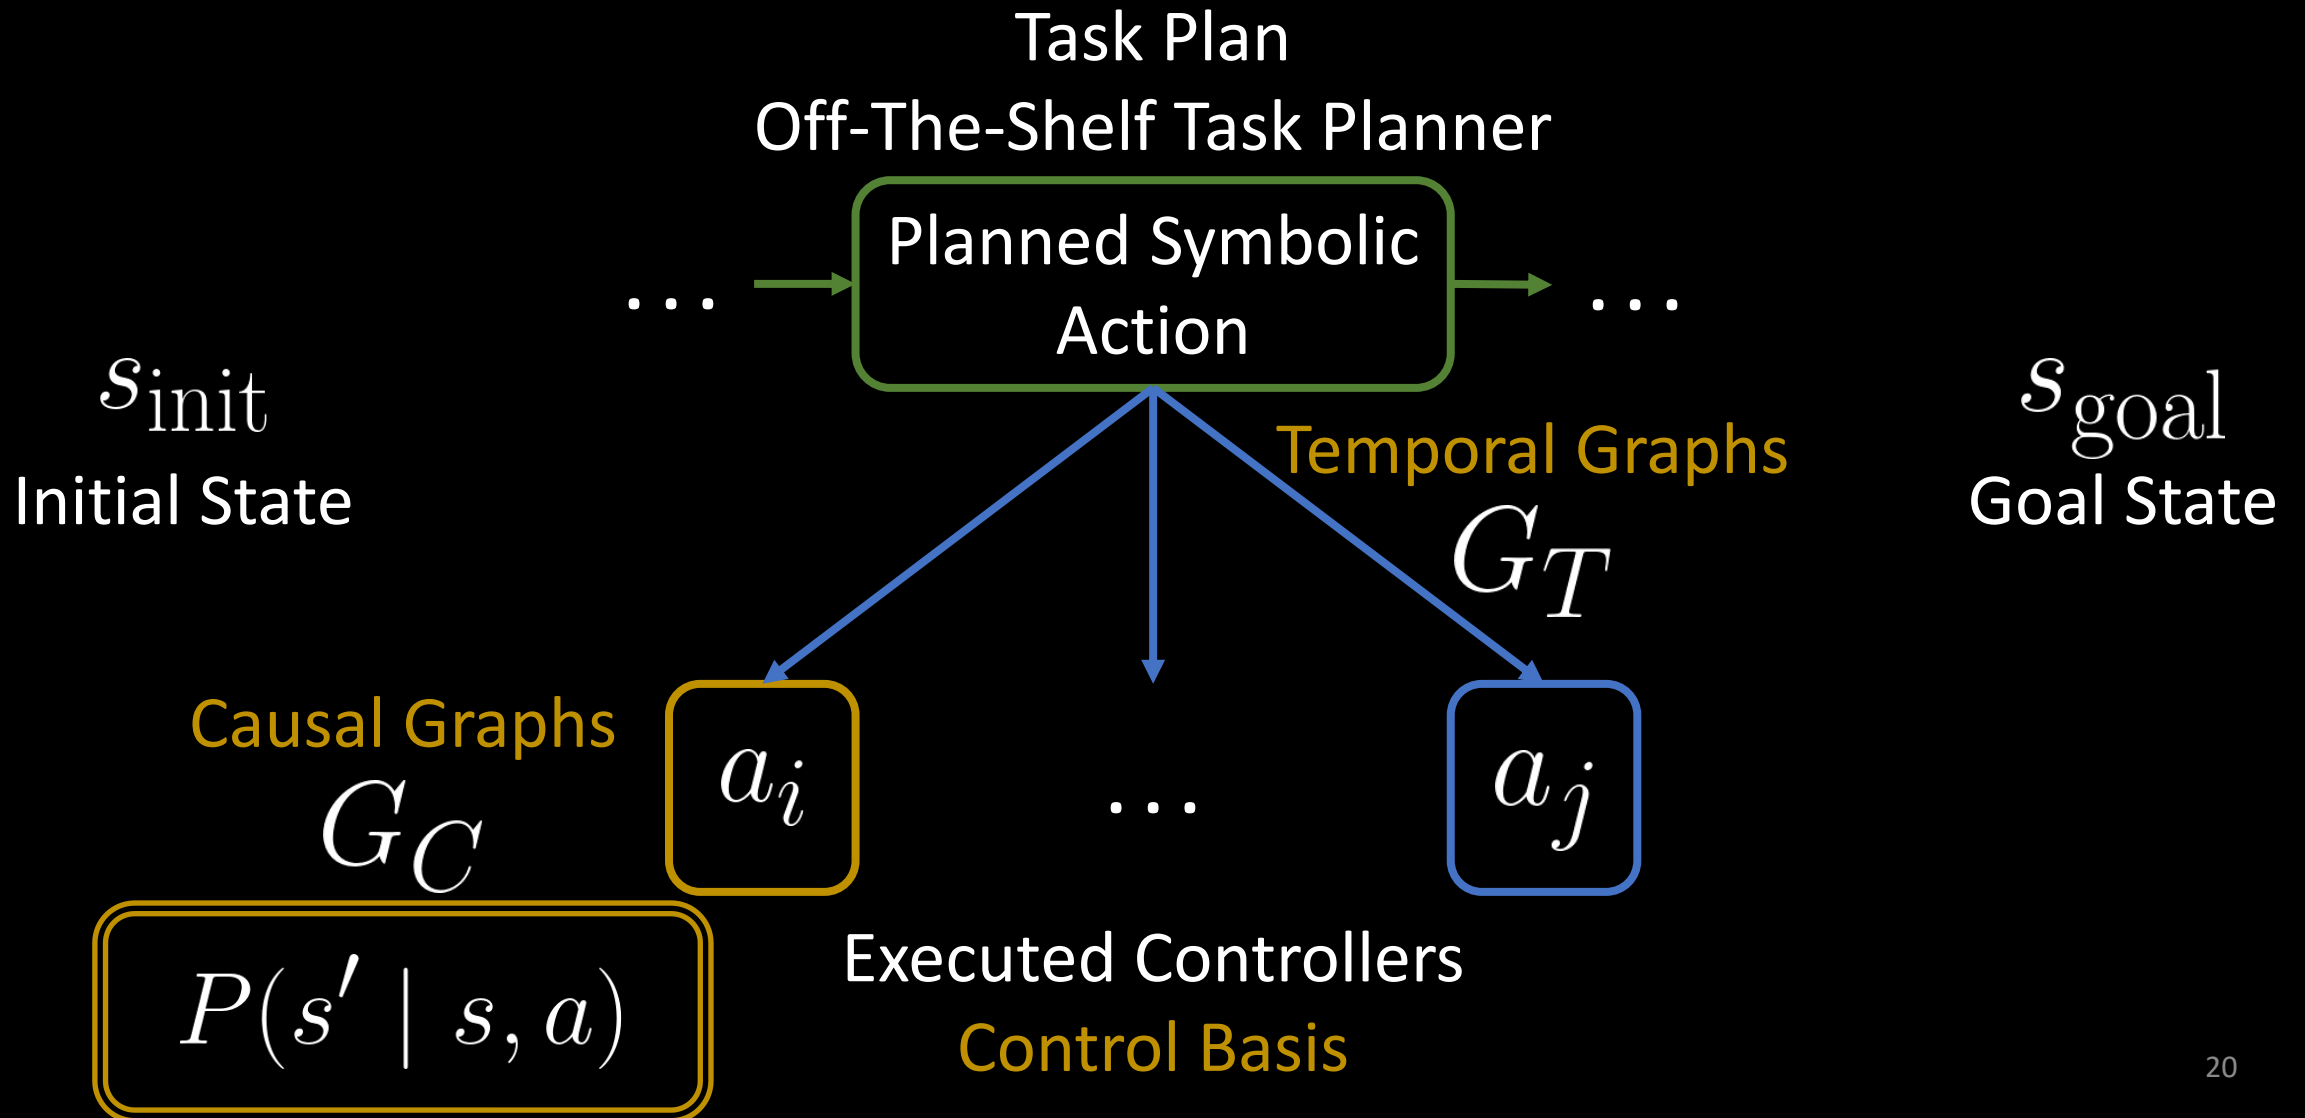 Task Plan
Off-The-Shelf Task Planner
... Planned Symbolic ...
Action
s_init
Initial State
s_goal
Goal State
Temporal Graphs
G_T
Causal Graphs
G_C
a_i ... a_j
P(s′ | s, a)
Executed Controllers
Control Basis
20